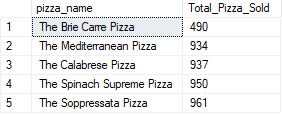 pizza_name Total_Pizza_Sold
1 The Brie Carre Pizza 490
2 The Mediterranean Pizza 934
3 The Calabrese Pizza 937
4 The Spinach Supreme Pizza 950
5 The Soppressata Pizza 961